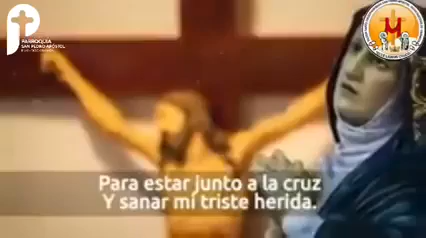 PARROQUIA
SAN PEDRO APÓSTOL
Para estar junto a la cruz
Y sanar mi triste herida.